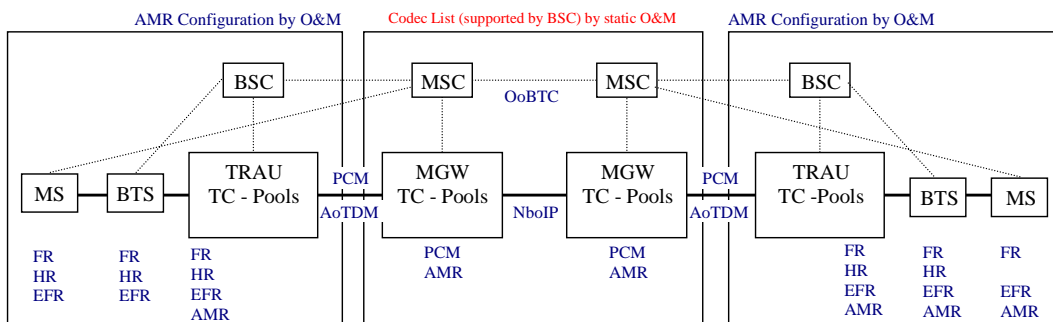 AMR Configuration by O&M
Codec List (supported by BSC) by static O&M
AMR Configuration by O&M
BSC
MSC
MSC
BSC
OoBTC
MS
BTS
TRAU
TC - Pools
PCM
AoTDM
MGW
TC - Pools
NboIP
MGW
TC - Pools
PCM
AoTDM
TRAU
TC -Pools
BTS
MS
FR
HR
EFR
FR
HR
EFR
FR
HR
EFR
AMR
PCM
AMR
PCM
AMR
FR
HR
EFR
AMR
FR
HR
EFR
AMR
FR
EFR
AMR